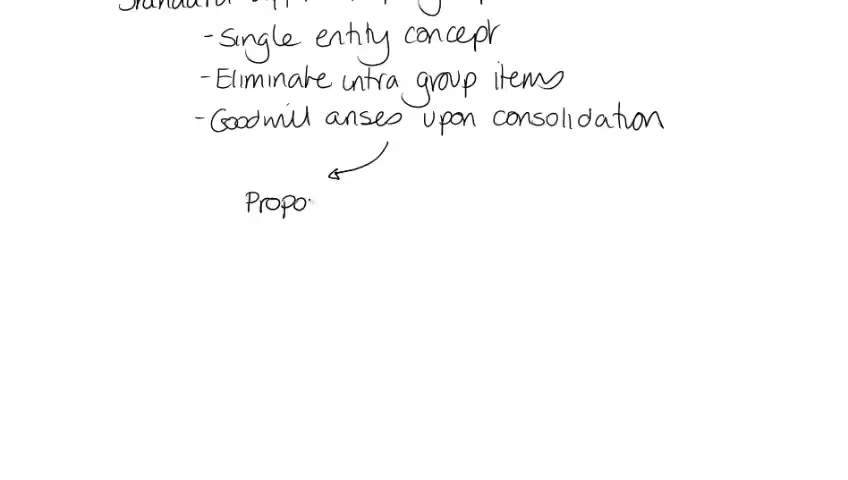 - Single entity concept
- Eliminate intra group items
- Goodwill arises upon consolidation
Propo